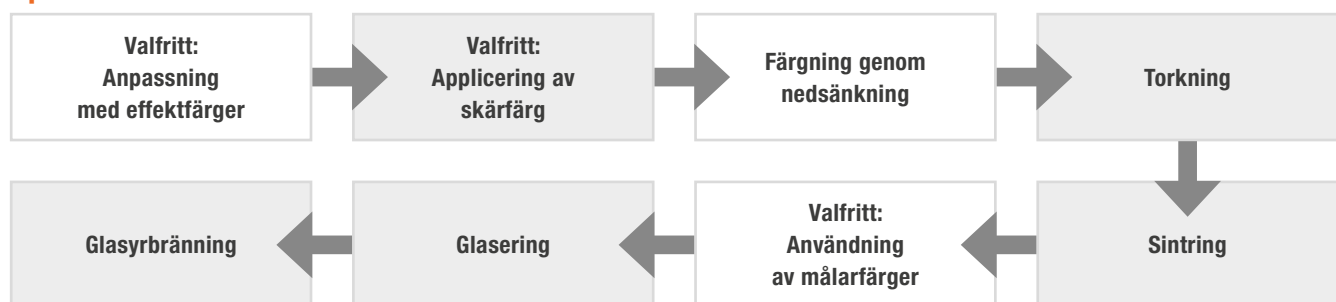 Valfritt:
Anpassning
med effektfärger
Valfritt:
Applicering av
skärfärg
Färgning genom
nedsänkning
Torkning
Sintring
Valfritt:
Användning
av målarfärger
Glasering
Glasyrbränning